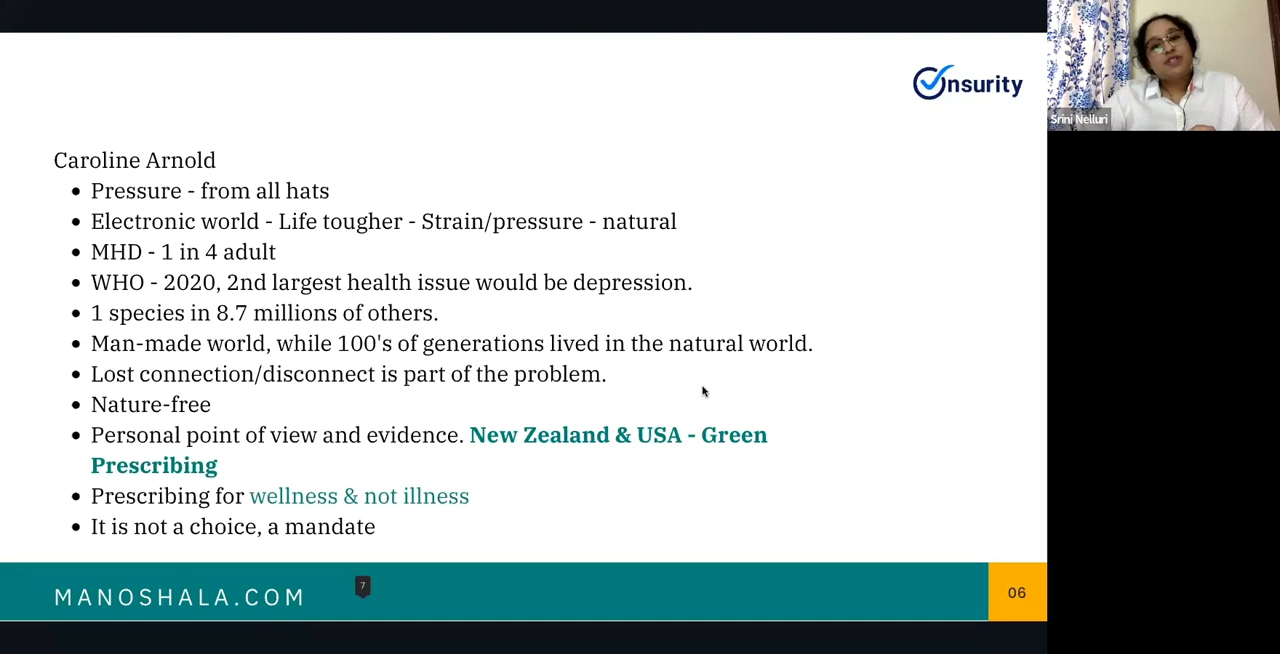 Onsurity
Srini Nelluri
Caroline Arnold
• Pressure - from all hats
• Electronic world - Life tougher - Strain/pressure - natural
• MHD - 1 in 4 adult
• WHO - 2020, 2nd largest health issue would be depression.
• 1 species in 8.7 millions of others.
• Man-made world, while 100's of generations lived in the natural world.
• Lost connection/disconnect is part of the problem.
• Nature-free
• Personal point of view and evidence. New Zealand & USA - Green
Prescribing
• Prescribing for wellness & not illness
• It is not a choice, a mandate
MANOSHALA.COM
7
06